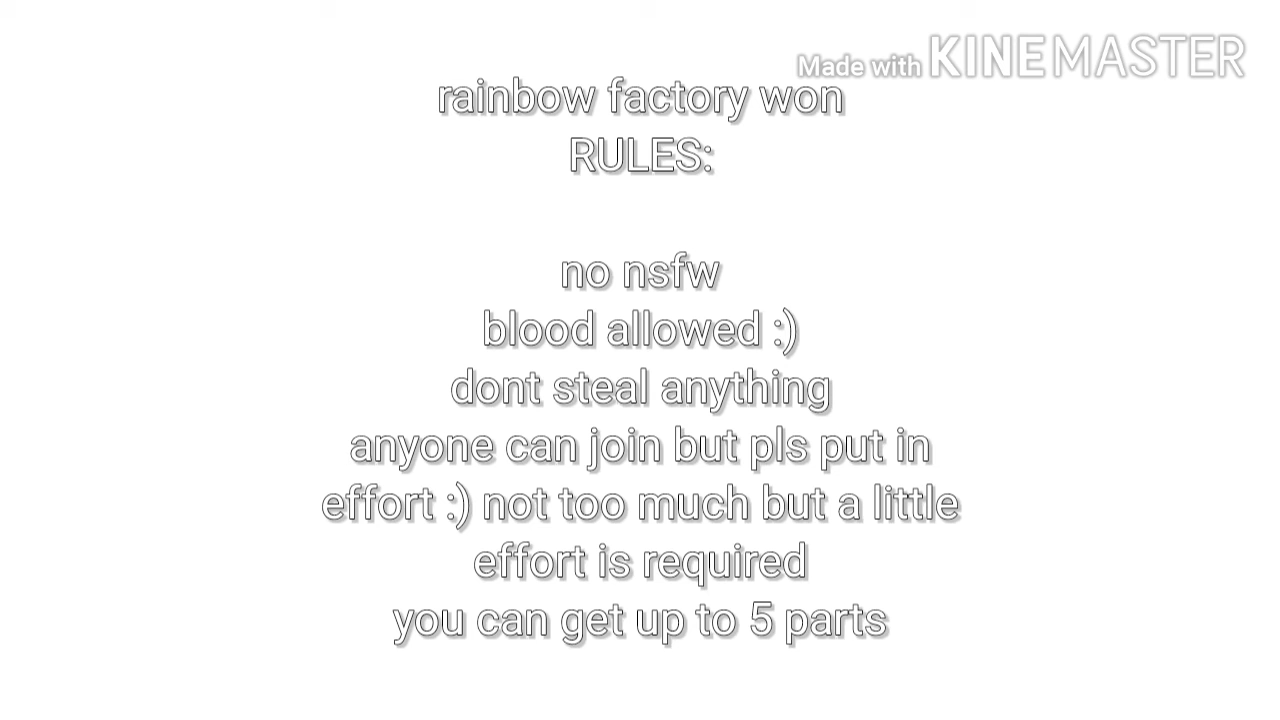 Made with KINEMASTER
rainbow factory won
RULES:
no nsfw
blood allowed :)
dont steal anything
anyone can join but pls put in
effort :) not too much but a little
effort is required
you can get up to 5 parts